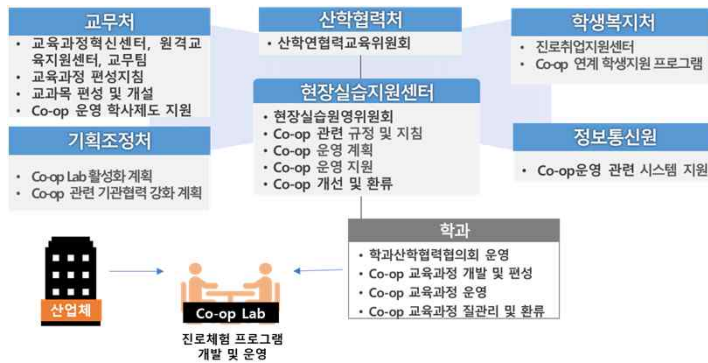 교무처
• 교육과정혁신센터, 원격교
육지원센터, 교무팀
• 교육과정 편성지침
• 교과목 편성 및 개설
• Co-op 운영 학사제도 지원
산학협력처
• 산학연협력교육위원회
학생복지처
• 진로취업지원센터
• Co-op 연계 학생지원 프로그램
현장실습지원센터
• 현장실습원영위원회
• Co-op 관련 규정 및 지침
• Co-op 운영 계획
• Co-op 운영 지원
• Co-op 개선 및 환류
기획조정처
• Co-op Lab 활성화 계획
• Co-op 관련 기관협력 강화 계획
정보통신원
• Co-op운영 관련 시스템 지원
학과
• 학과산학협력협의회 운영
• Co-op 교육과정 개발 및 편성
• Co-op 교육과정 운영
• Co-op 교육과정 질관리 및 환류
산업체
Co-op Lab
진로체험 프로그램
개발 및 운영